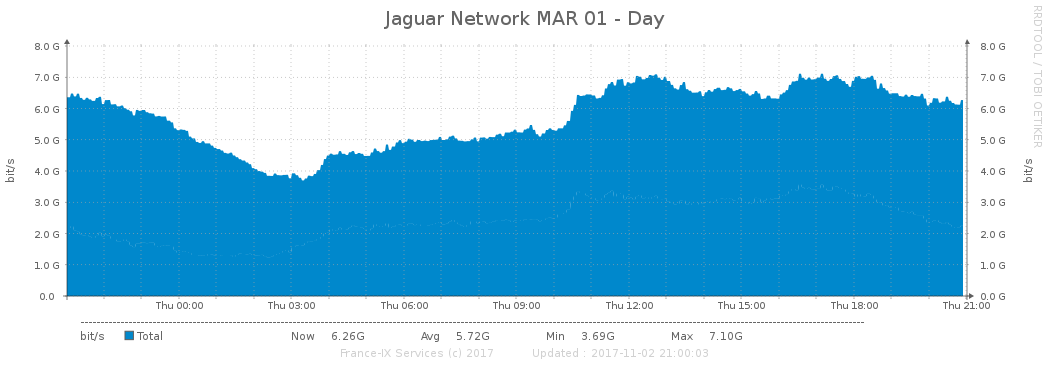 Jaguar Network MAR 01 - Day
RRDTOOL / TOBI OETIKER
bit/s
bit/s
8.0 G 8.0 G
7.0 G 7.0 G
6.0 G 6.0 G
5.0 G 5.0 G
4.0 G 4.0 G
3.0 G 3.0 G
2.0 G 2.0 G
1.0 G 1.0 G
0.0 0.0 G
Thu 00:00 Thu 03:00 Thu 06:00 Thu 09:00 Thu 12:00 Thu 15:00 Thu 18:00 Thu 21:00
bit/s Total Now 6.26G Avg 5.72G Min 3.69G Max 7.10G
France-IX Services (c) 2017 Updated : 2017-11-02 21:00:03